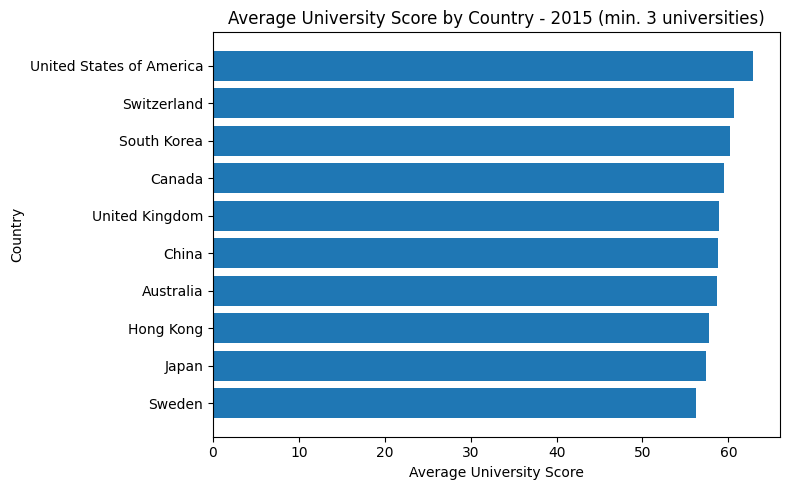 Average University Score by Country - 2015 (min. 3 universities)
United States of America
Switzerland
South Korea
Canada
United Kingdom
China
Australia
Hong Kong
Japan
Sweden
Country
0 10 20 30 40 50 60
Average University Score